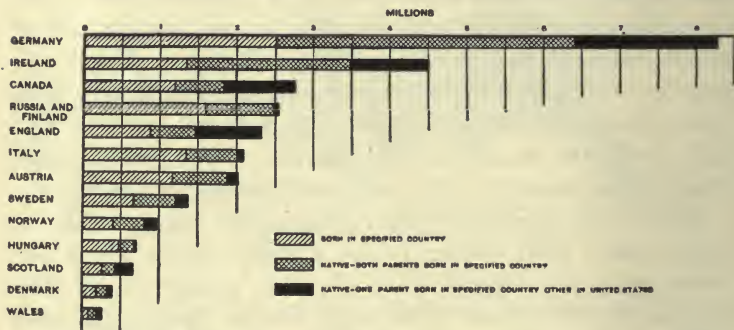 MILLIONS
0 1 2 3 4 5 6 7 8
GERMANY
IRELAND
CANADA
RUSSIA AND
FINLAND
ENGLAND
ITALY
AUSTRIA
SWEDEN
NORWAY
HUNGARY
SCOTLAND
DENMARK
WALES
BORN IN SPECIFIED COUNTRY
NATIVE-BOTH PARENTS BORN IN SPECIFIED COUNTRY
NATIVE-ONE PARENT BORN IN SPECIFIED COUNTRY OTHER IN UNITED STATES